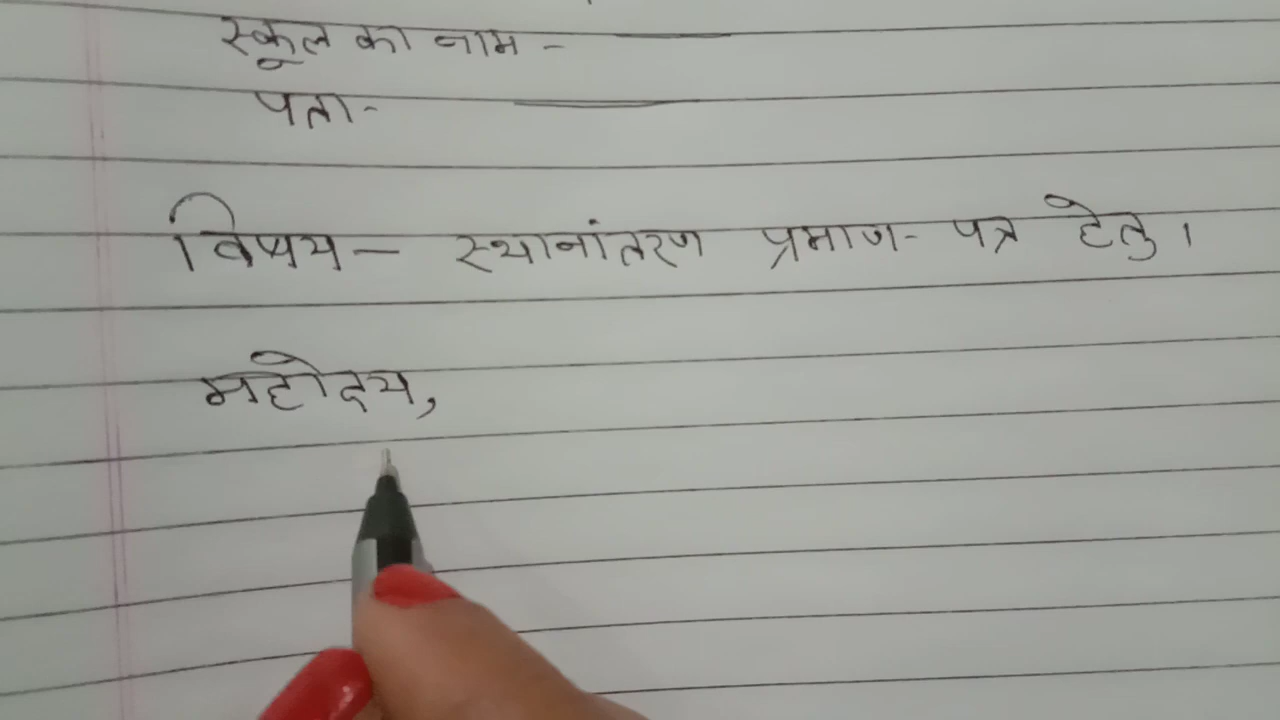 स्कूल का नाम -
पता-
विषय — स्थानांतरण प्रमाण-पत्र हेतु।
महोदय,